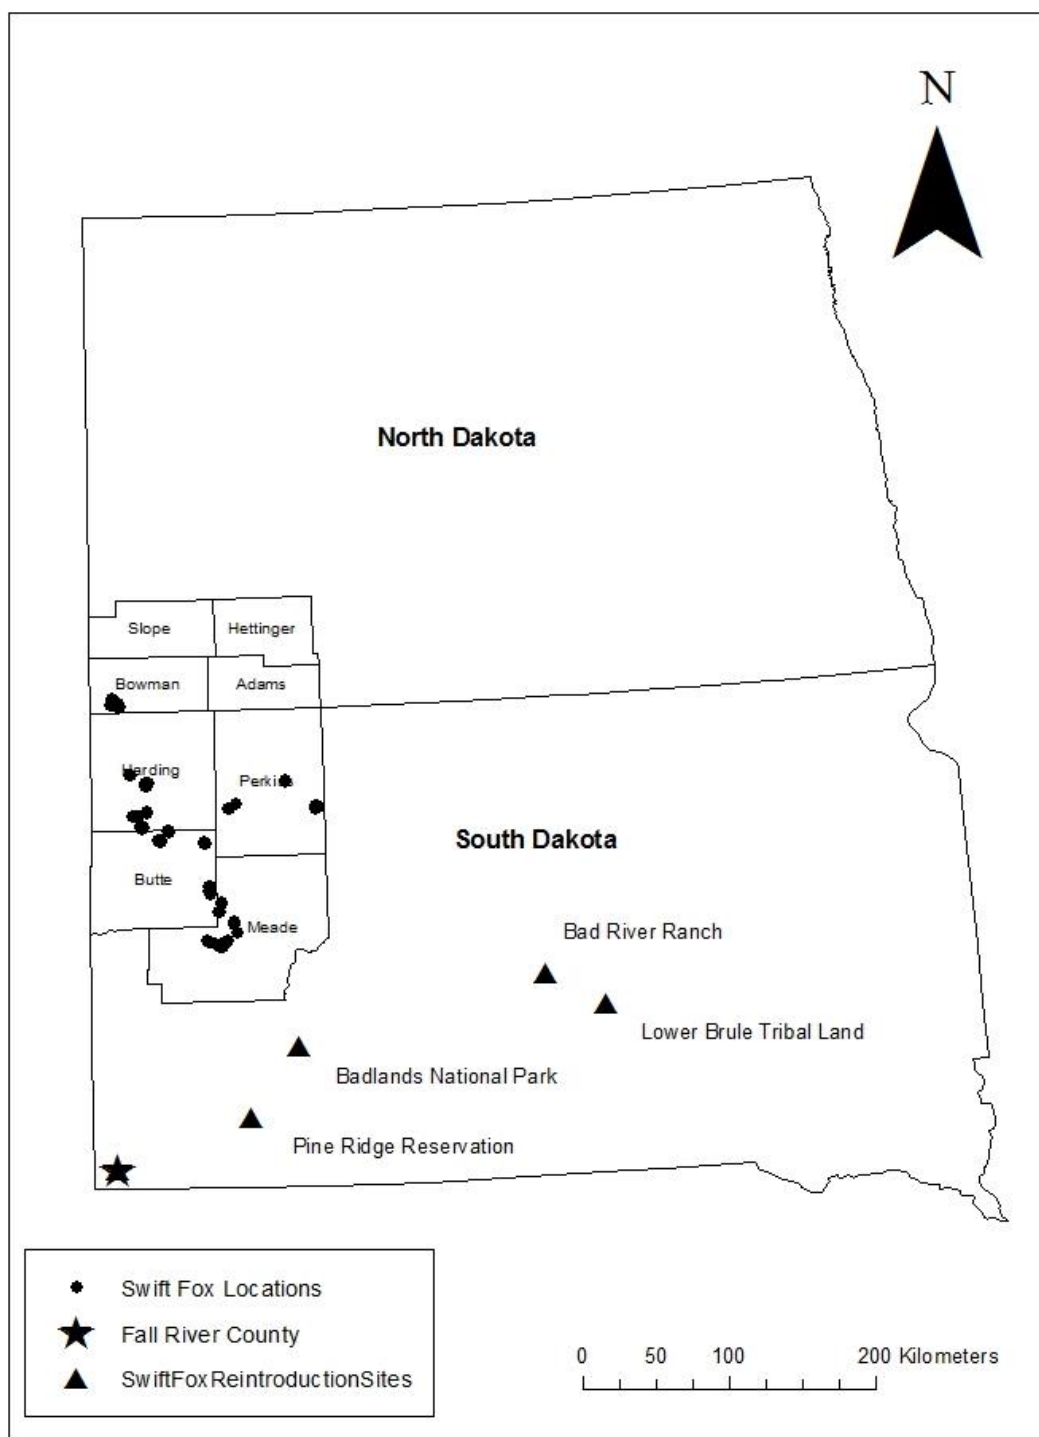 N
North Dakota
Slope
Hettinger
Bowman
Adams
Harding
Perkins
South Dakota
Butte
Meade
Bad River Ranch
Lower Brule Tribal Land
Badlands National Park
Pine Ridge Reservation
Swift Fox Locations
Fall River County
SwiftFoxReintroductionSites
0 50 100 200 Kilometers